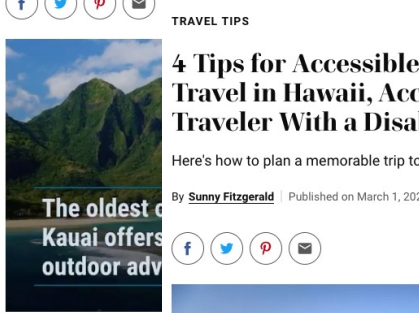 TRAVEL TIPS
4 Tips for Accessible
Travel in Hawaii, Acc
Traveler With a Disa
Here's how to plan a memorable trip to
By Sunny Fitzgerald Published on March 1, 202
The oldest
Kauai offers
outdoor adv